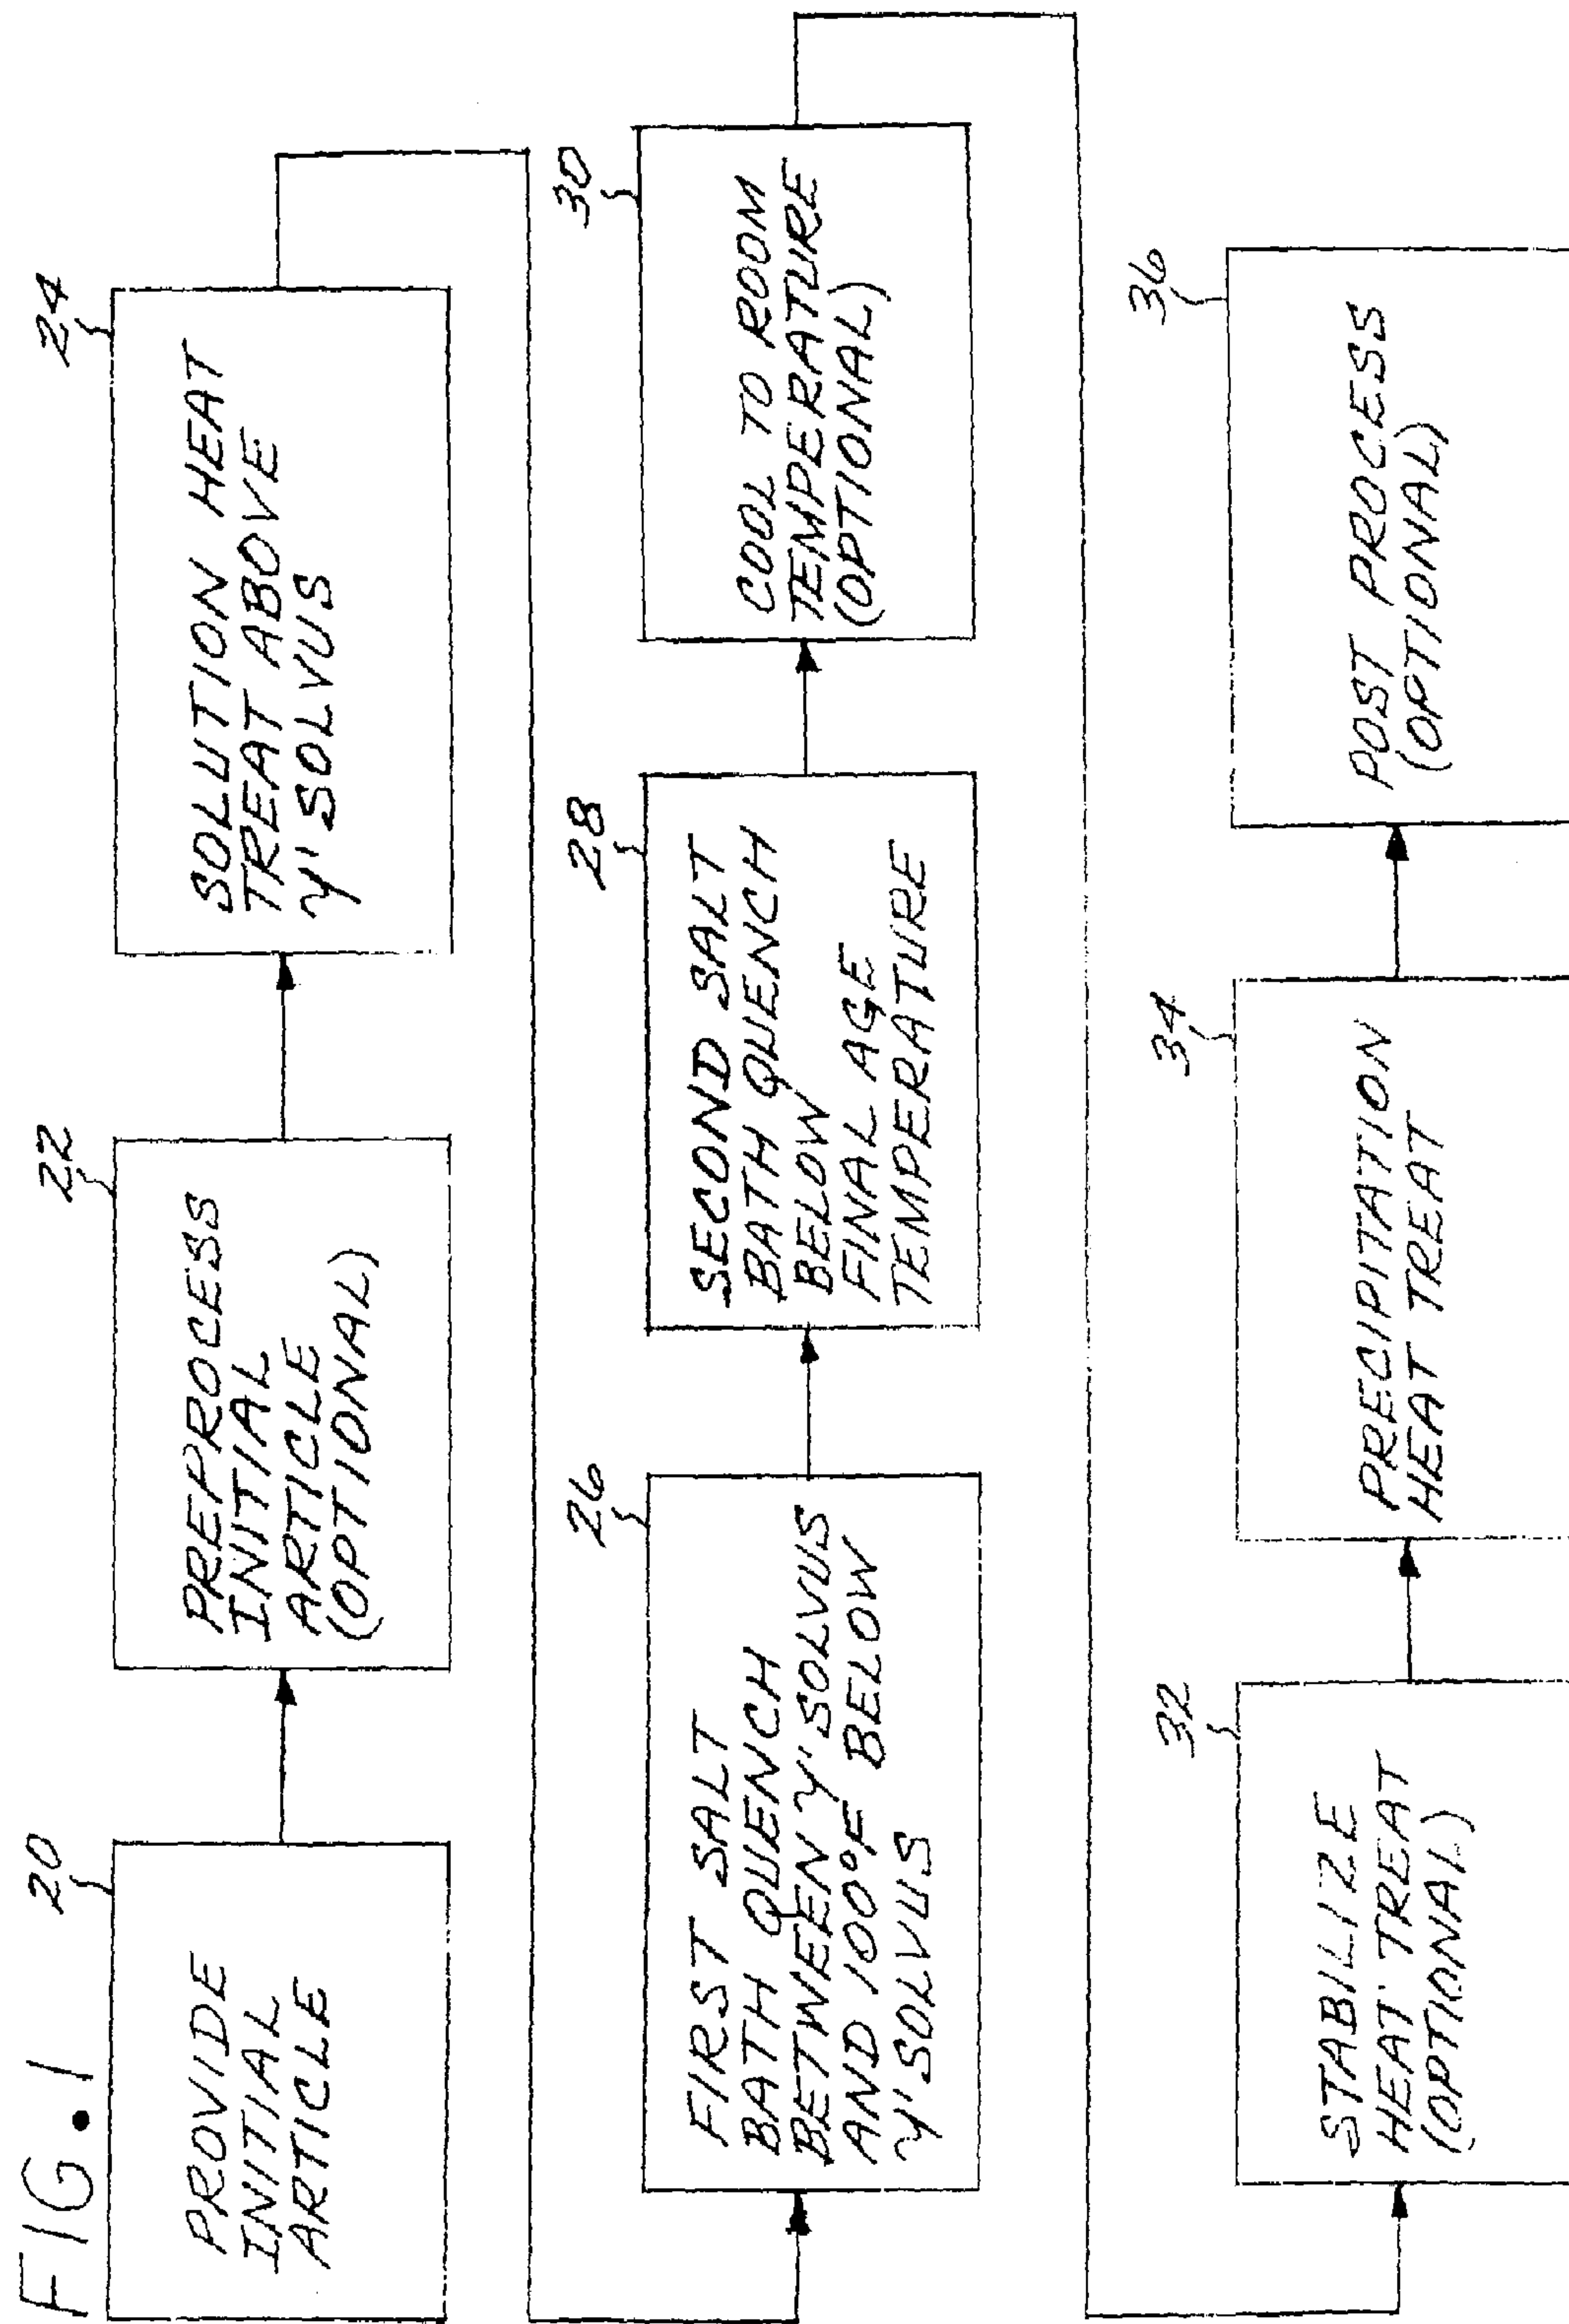 FIG. 1
20
PROVIDE
INITIAL
ARTICLE
22
PREPROCESS
INITIAL
ARTICLE
(OPTIONAL)
24
SOLUTION HEAT
TREAT ABOVE
γ' SOLVUS
26
FIRST SALT
BATH QUENCH
BETWEEN γ' SOLVUS
AND 100°F BELOW
γ' SOLVUS
28
SECOND SALT
BATH QUENCH
BELOW
FINAL AGE
TEMPERATURE
30
COOL TO ROOM
TEMPERATURE
(OPTIONAL)
32
STABILIZE
HEAT TREAT
(OPTIONAL)
34
PRECIPITATION
HEAT TREAT
36
POST PROCESS
(OPTIONAL)